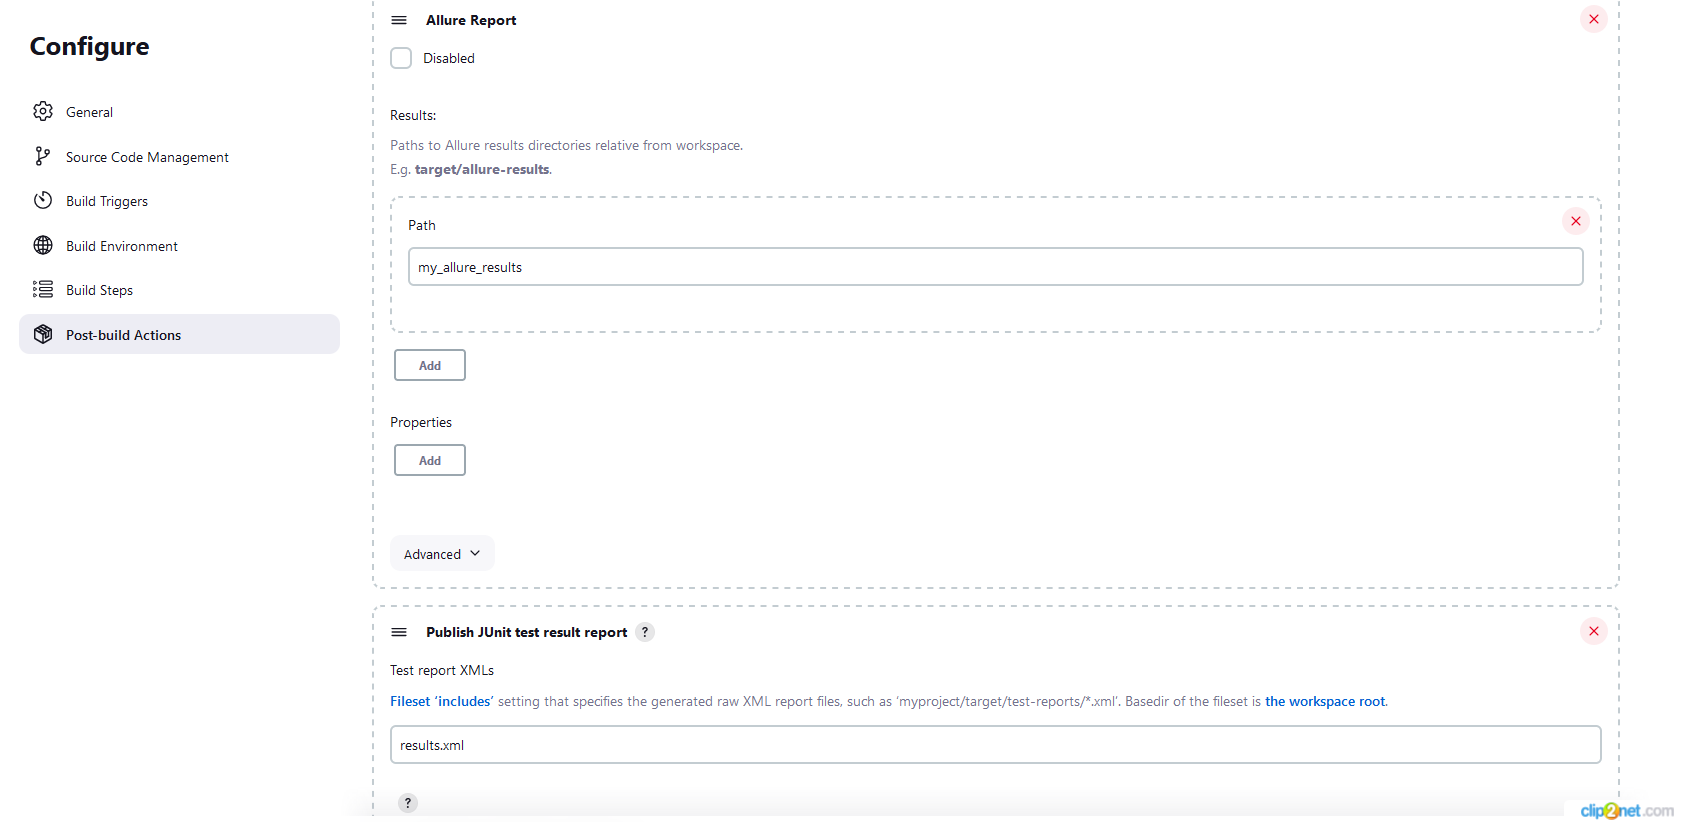 Configure
General
Source Code Management
Build Triggers
Build Environment
Build Steps
Post-build Actions
Allure Report
Disabled
Results:
Paths to Allure results directories relative from workspace.
E.g. target/allure-results.
Path
my_allure_results
Add
Properties
Add
Advanced
Publish JUnit test result report ?
Test report XMLs
Fileset ‘includes’ setting that specifies the generated raw XML report files, such as ‘myproject/target/test-reports/*.xml’. Basedir of the fileset is the workspace root.
results.xml
?
clip2net.com